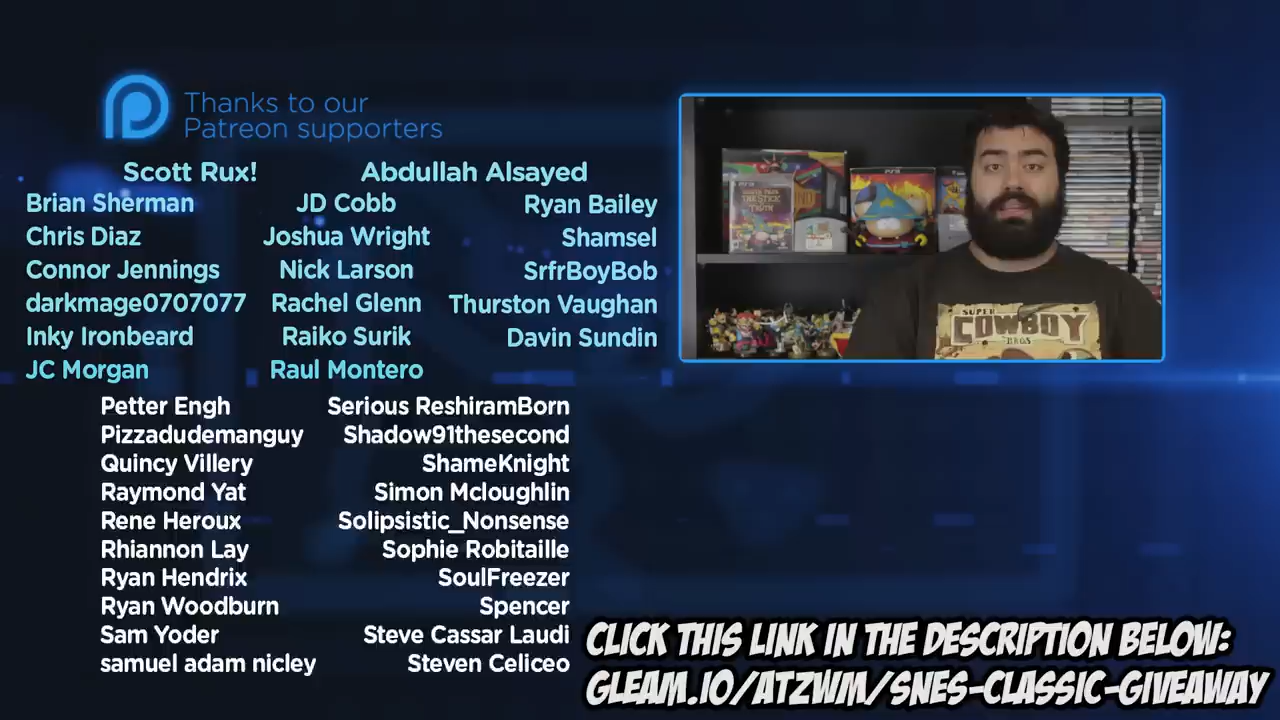 Thanks to our
Patreon supporters
Scott Rux! Abdullah Alsayed
Brian Sherman JD Cobb Ryan Bailey
Chris Diaz Joshua Wright Shamsel
Connor Jennings Nick Larson SrfrBoyBob
darkmage0707077 Rachel Glenn Thurston Vaughan
Inky Ironbeard Raiko Surik Davin Sundin
JC Morgan Raul Montero
Petter Engh Serious ReshiramBorn
Pizzadudemanguy Shadow91thesecond
Quincy Villery ShameKnight
Raymond Yat Simon Mcloughlin
Rene Heroux Solipsistic_Nonsense
Rhiannon Lay Sophie Robitaille
Ryan Hendrix SoulFreezer
Ryan Woodburn Spencer
Sam Yoder Steve Cassar Laudi
samuel adam nicley Steven Celiceo
SUPER
COWBOY
BROS
CLICK THIS LINK IN THE DESCRIPTION BELOW:
GLEAM.IO/ATZWM/SNES-CLASSIC-GIVEAWAY